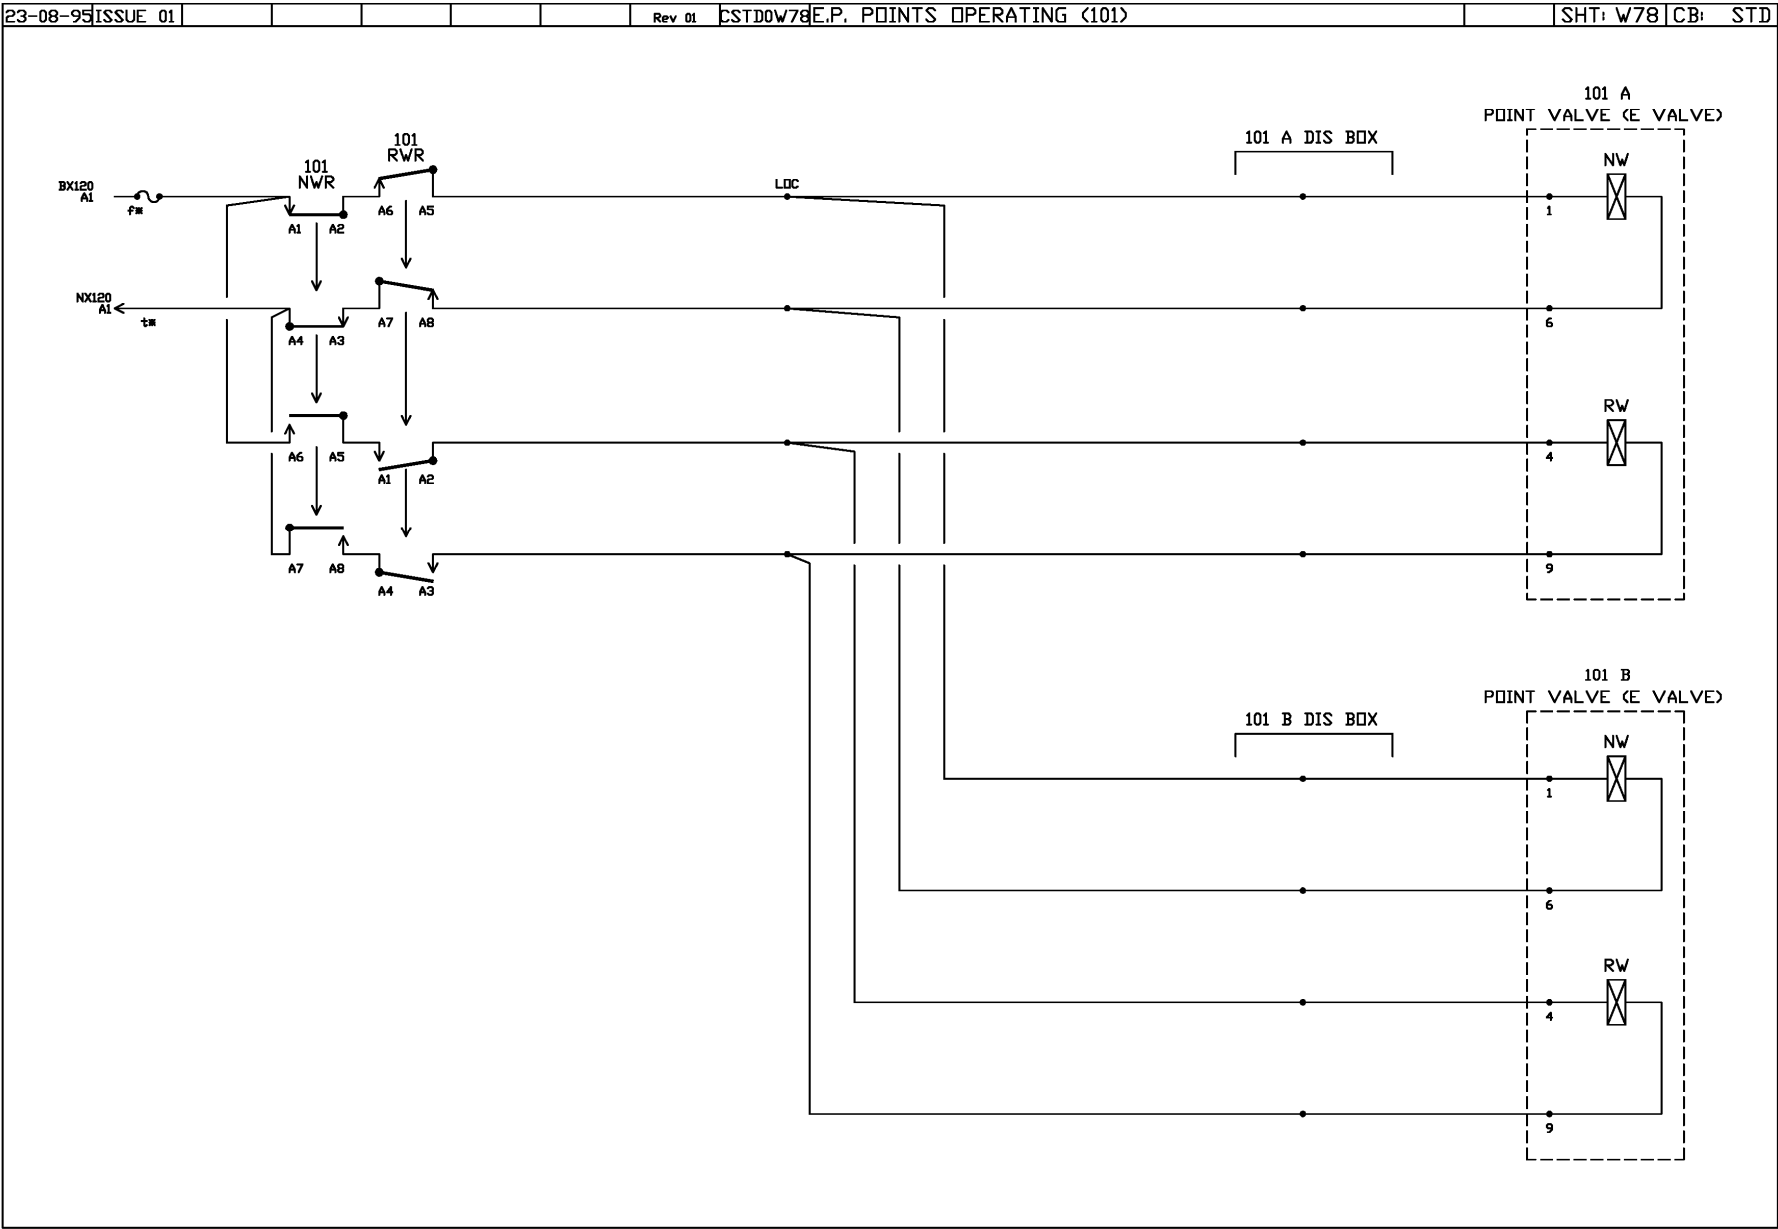 23-08-95 ISSUE 01 Rev 01 CSTD0W78 E.P. POINTS OPERATING (101) SHT: W78 CB: STD
101 A
POINT VALVE (E VALVE)
101 A DIS BOX
101
RWR
101
NWR
NW
BX120
A1
f*
LOC
A6 A5
1
A1 A2
NX120
A1
t*
A7 A8
6
A4 A3
RW
A6 A5
4
A1 A2
A7 A8
9
A4 A3
101 B
POINT VALVE (E VALVE)
101 B DIS BOX
NW
1
6
RW
4
9